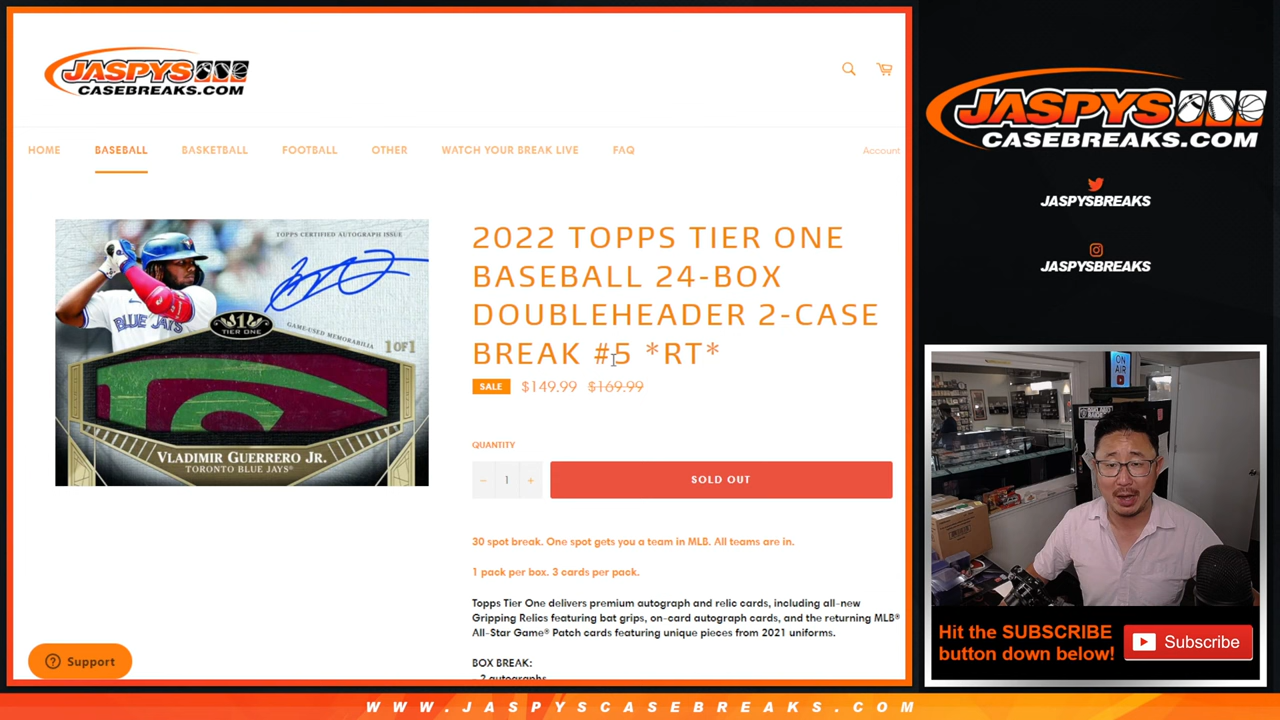 JASPYS
CASEBREAKS.COM
HOME
BASEBALL
BASKETBALL
FOOTBALL
OTHER
WATCH YOUR BREAK LIVE
FAQ
Account
TOPPS CERTIFIED AUTOGRAPH ISSUE
BLUE JAYS
TIER ONE
GAME-USED MEMORABILIA
1 OF 1
VLADIMIR GUERRERO JR.
TORONTO BLUE JAYS®
2022 TOPPS TIER ONE
BASEBALL 24-BOX
DOUBLEHEADER 2-CASE
BREAK #5 *RT*
SALE $149.99 $169.99
QUANTITY
− 1 +
SOLD OUT
30 spot break. One spot gets you a team in MLB. All teams are in.
1 pack per box. 3 cards per pack.
Topps Tier One delivers premium autograph and relic cards, including all-new
Gripping Relics featuring bat grips, on-card autograph cards, and the returning MLB®
All-Star Game® Patch cards featuring unique pieces from 2021 uniforms.
BOX BREAK:
- 2 autographs
Support
JASPYS
CASEBREAKS.COM
JASPYSBREAKS
JASPYSBREAKS
ON
AIR
Hit the SUBSCRIBE
button down below!
Subscribe
WWW.JASPYSCASEBREAKS.COM